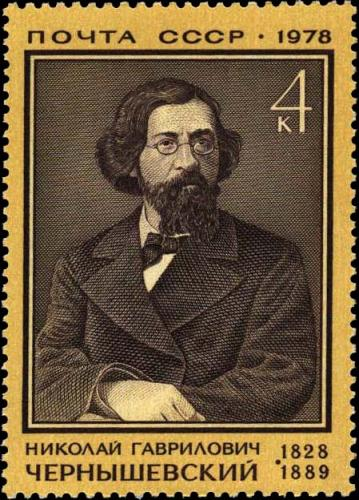 ПОЧТА СССР · 1978
4
К
НИКОЛАЙ ГАВРИЛОВИЧ
ЧЕРНЫШЕВСКИЙ
· 1828
1889